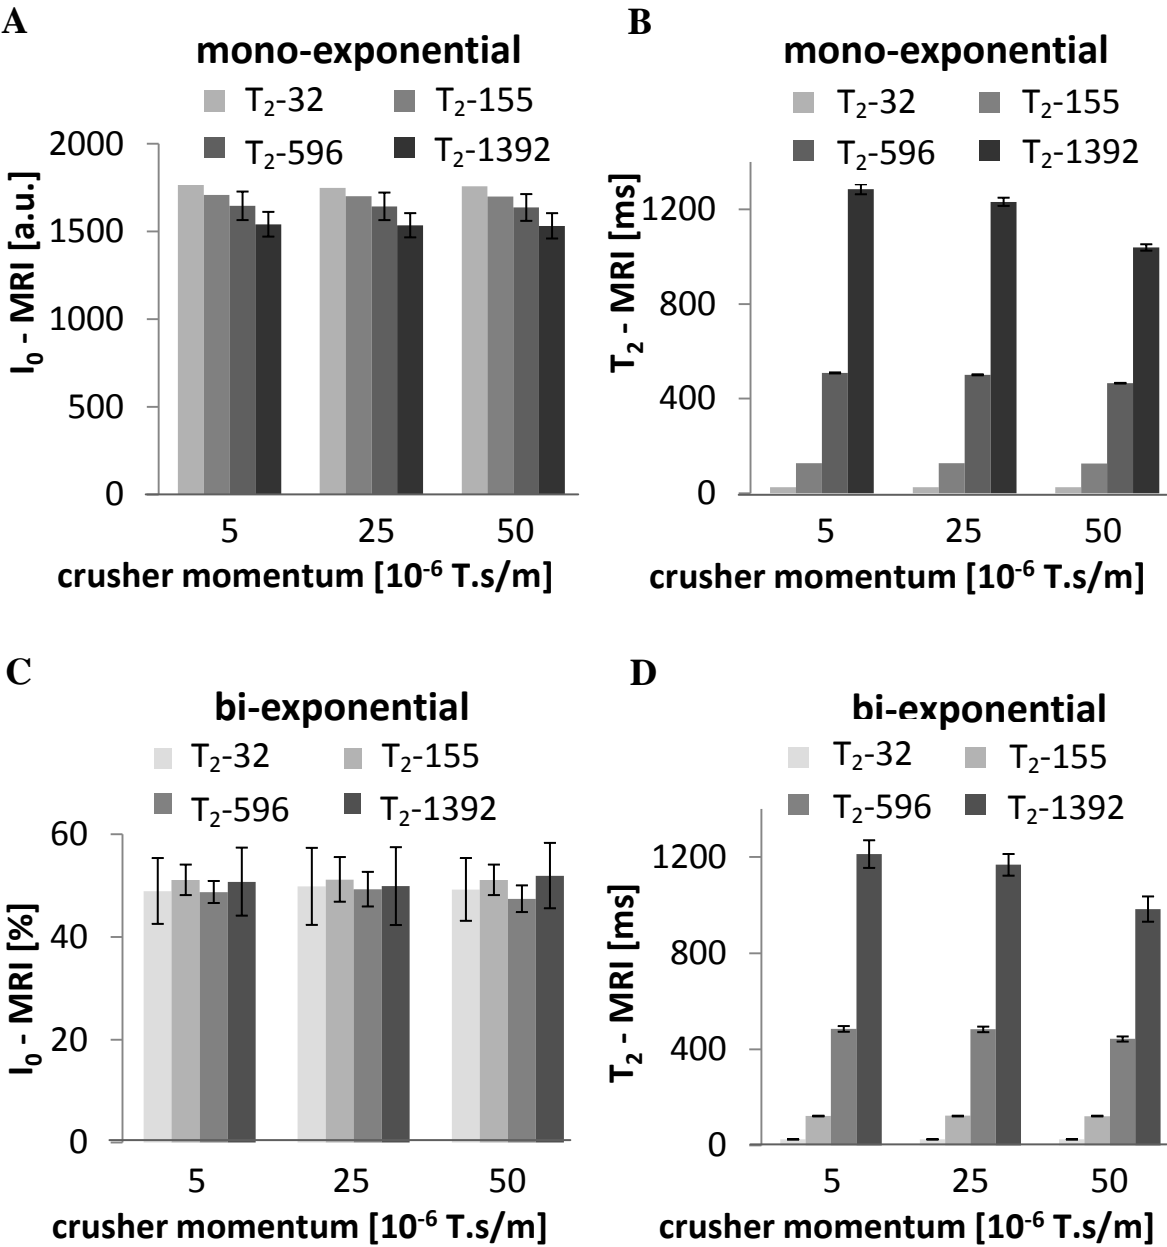 A
mono-exponential
T₂-32 T₂-155
T₂-596 T₂-1392
I₀ - MRI [a.u.]
2000
1500
1000
500
0
5 25 50
crusher momentum [10⁻⁶ T.s/m]
B
mono-exponential
T₂-32 T₂-155
T₂-596 T₂-1392
T₂ - MRI [ms]
1200
800
400
0
5 25 50
crusher momentum [10⁻⁶ T.s/m]
C
bi-exponential
T₂-32 T₂-155
T₂-596 T₂-1392
I₀ - MRI [%]
60
40
20
0
5 25 50
crusher momentum [10⁻⁶ T.s/m]
D
bi-exponential
T₂-32 T₂-155
T₂-596 T₂-1392
T₂ - MRI [ms]
1200
800
400
0
5 25 50
crusher momentum [10⁻⁶ T.s/m]